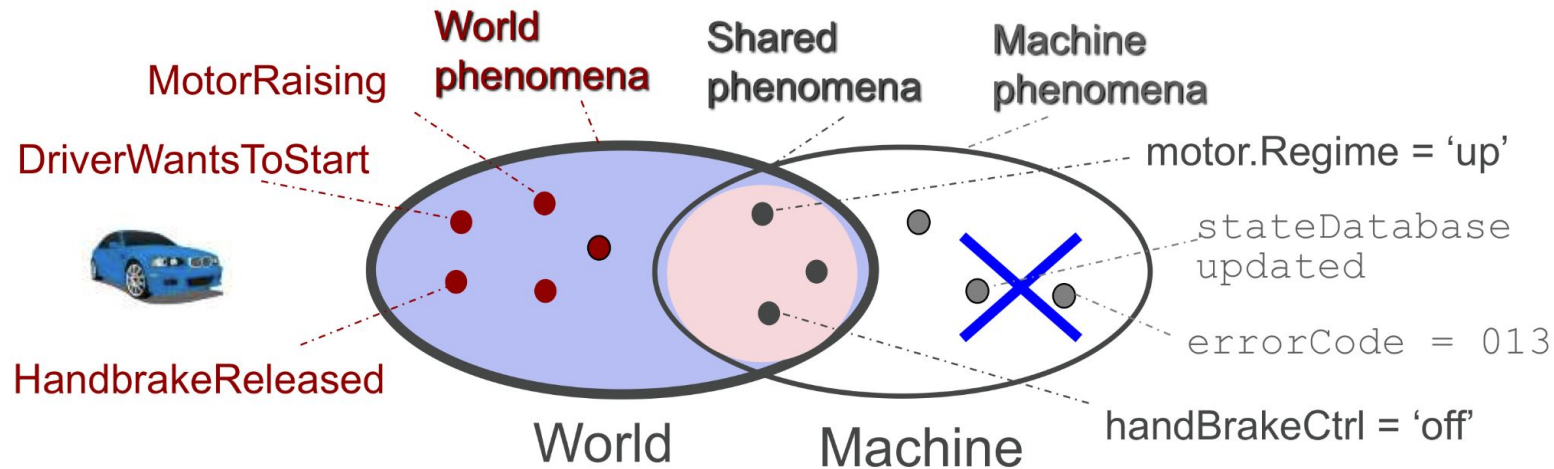 World
phenomena
Shared
phenomena
Machine
phenomena
MotorRaising
DriverWantsToStart
motor.Regime = ‘up’
stateDatabase
updated
errorCode = 013
HandbrakeReleased
handBrakeCtrl = ‘off’
World
Machine